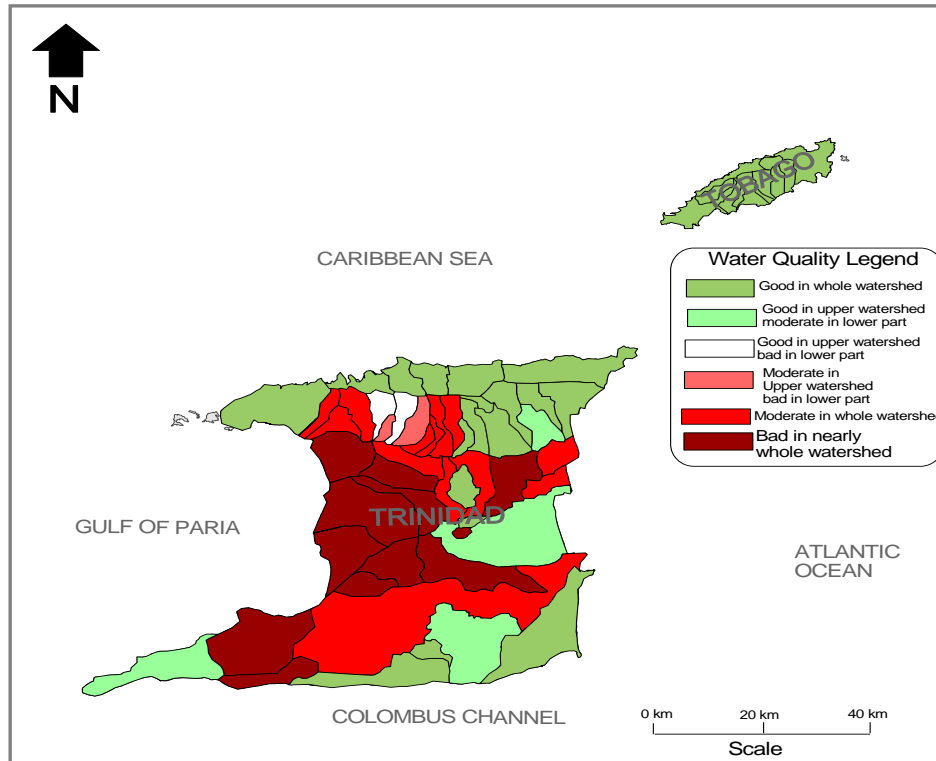 N
TOBAGO
CARIBBEAN SEA
Water Quality Legend
Good in whole watershed
Good in upper watershed
moderate in lower part
Good in upper watershed
bad in lower part
Moderate in
Upper watershed
bad in lower part
Moderate in whole watershed
Bad in nearly
whole watershed
TRINIDAD
GULF OF PARIA
ATLANTIC
OCEAN
COLOMBUS CHANNEL
0 km 20 km 40 km
Scale